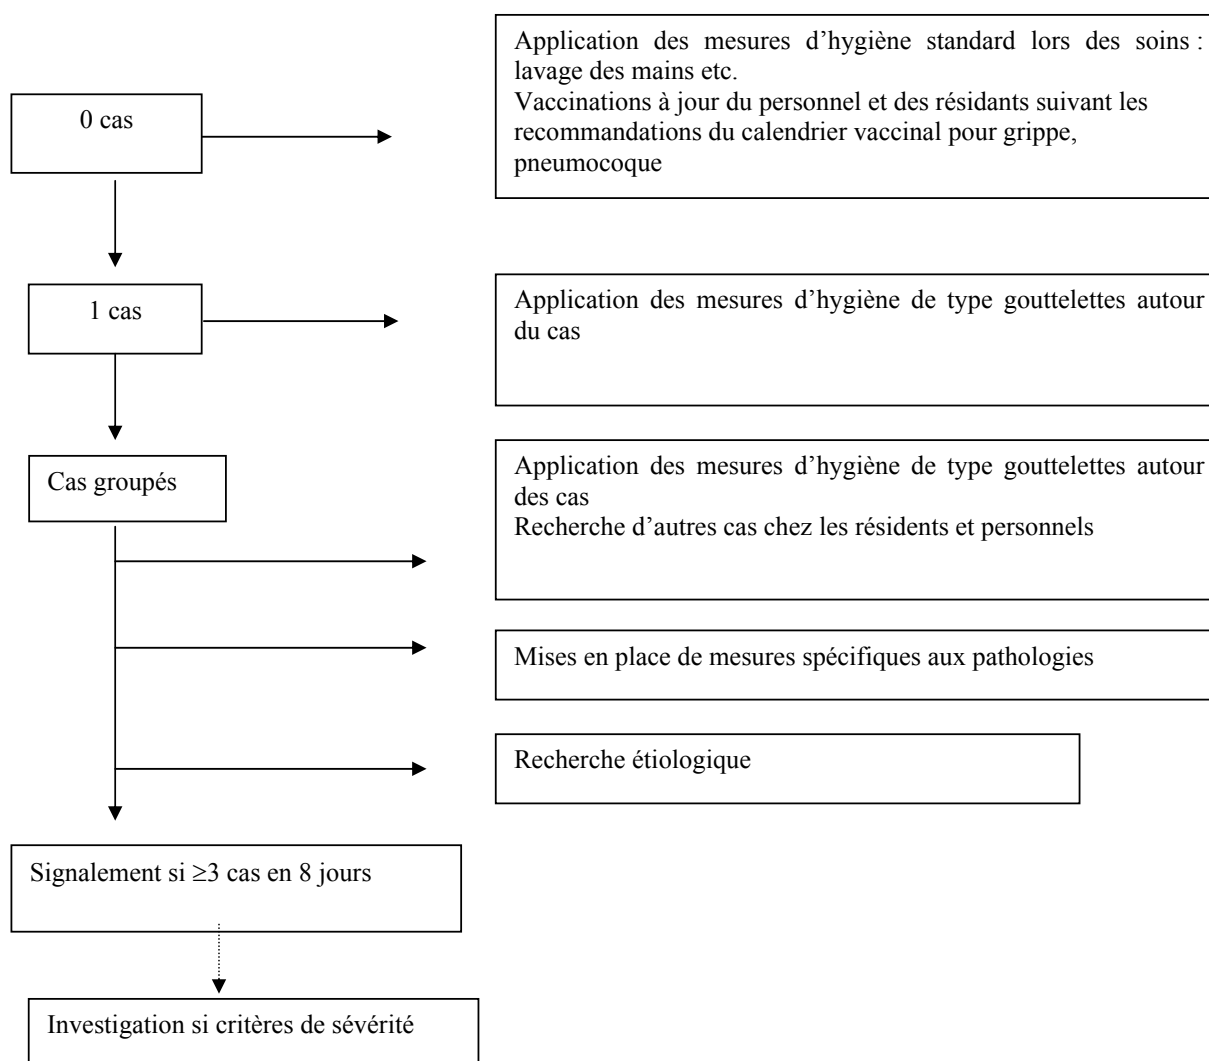 Application des mesures d’hygiène standard lors des soins :
lavage des mains etc.
Vaccinations à jour du personnel et des résidants suivant les
recommandations du calendrier vaccinal pour grippe,
pneumocoque
0 cas
1 cas
Application des mesures d’hygiène de type gouttelettes autour
du cas
Cas groupés
Application des mesures d’hygiène de type gouttelettes autour
des cas
Recherche d’autres cas chez les résidents et personnels
Mises en place de mesures spécifiques aux pathologies
Recherche étiologique
Signalement si ≥3 cas en 8 jours
Investigation si critères de sévérité